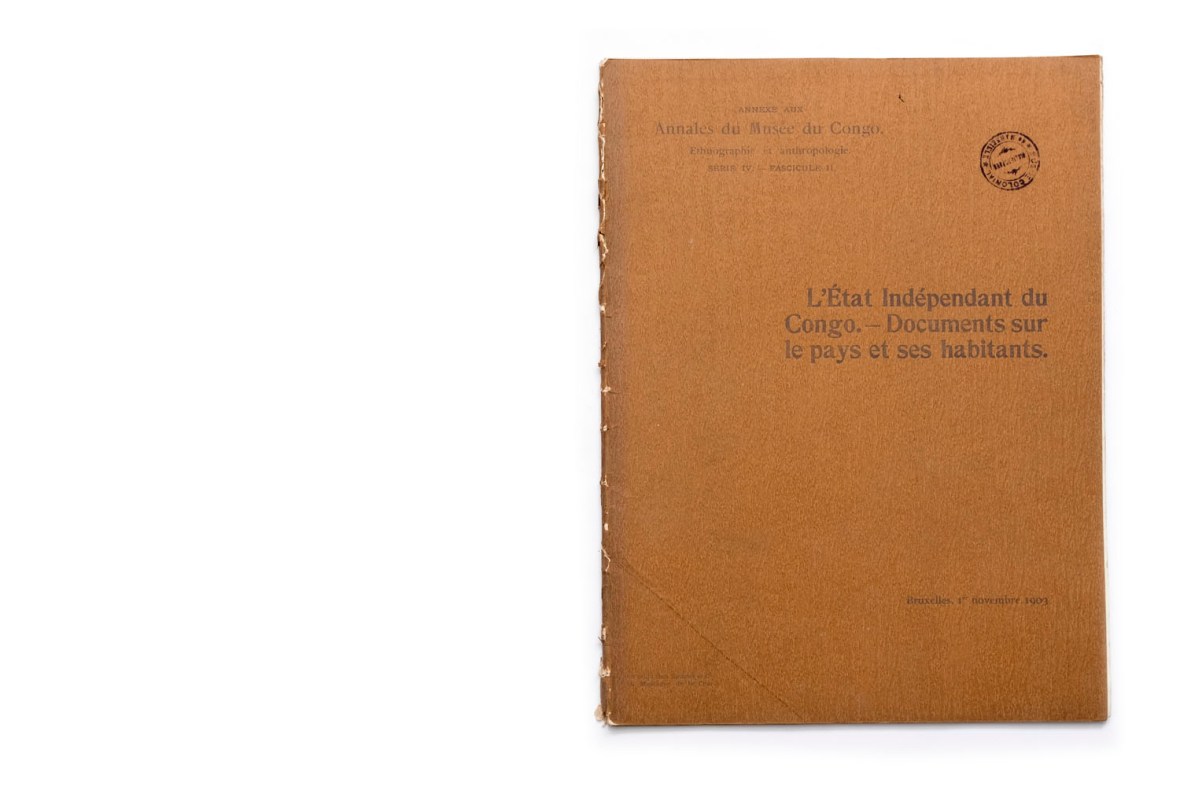 ANNEXE AUX
Annales du Musée du Congo.
Ethnographie et anthropologie.
SÉRIE IV. — FASCICULE II.
COLONIAL
L'État Indépendant du
Congo. — Documents sur
le pays et ses habitants.
Bruxelles, 1er novembre 1903